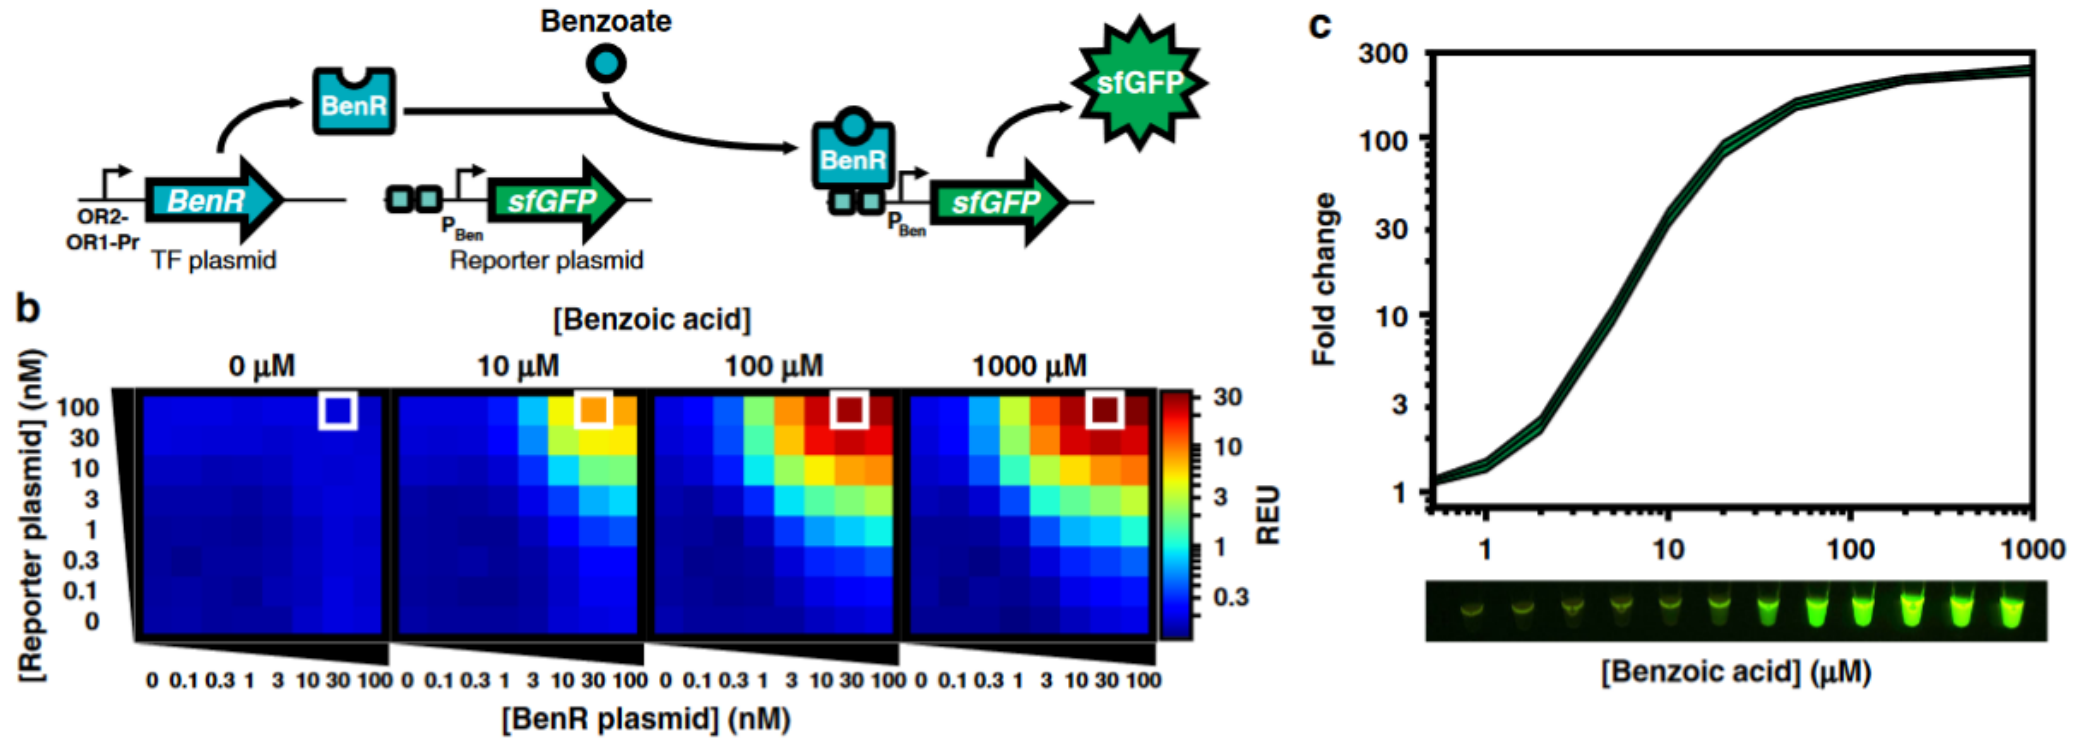 Benzoate
BenR
sfGFP
BenR
OR2-
OR1-Pr
BenR
TF plasmid
P Ben
sfGFP
Reporter plasmid
BenR
P Ben
sfGFP
b
[Benzoic acid]
0 µM 10 µM 100 µM 1000 µM
[Reporter plasmid] (nM)
100
30
10
3
1
0.3
0.1
0
0 0.1 0.3 1 3 10 30 100 0 0.1 0.3 1 3 10 30 100 0 0.1 0.3 1 3 10 30 100 0 0.1 0.3 1 3 10 30 100
[BenR plasmid] (nM)
30
10
3
1
0.3
REU
c
Fold change
300
100
30
10
3
1
1 10 100 1000
[Benzoic acid] (µM)